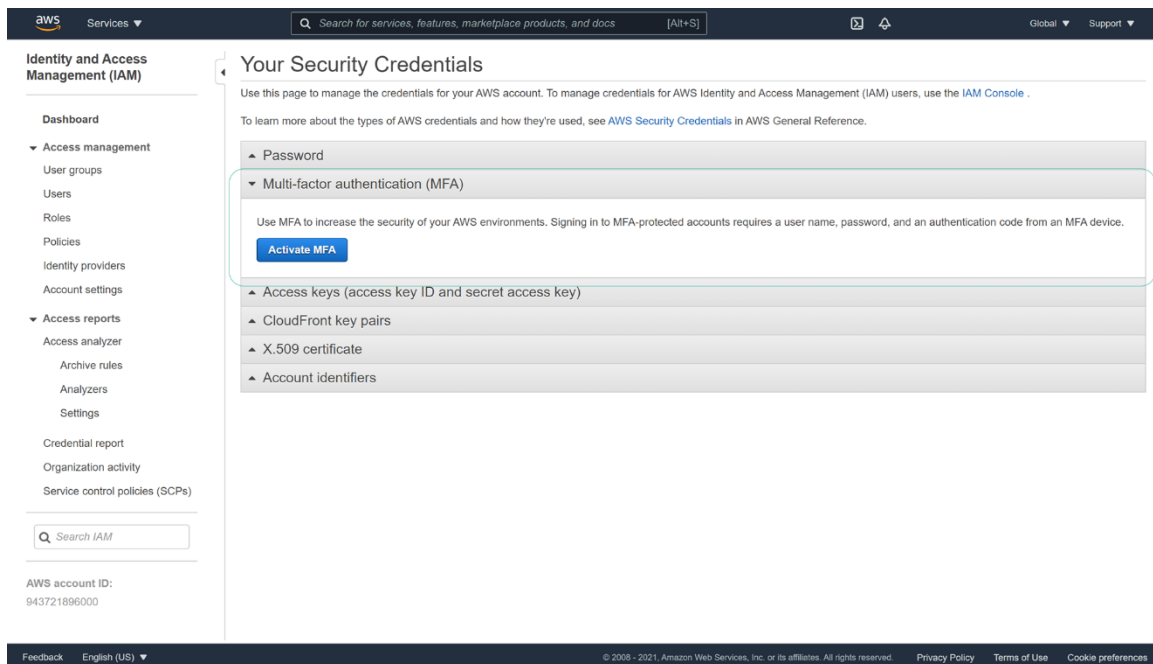 aws Services ▼ Search for services, features, marketplace products, and docs [Alt+S] Global ▼ Support ▼
Identity and Access
Management (IAM)
Dashboard
Access management
User groups
Users
Roles
Policies
Identity providers
Account settings
Access reports
Access analyzer
Archive rules
Analyzers
Settings
Credential report
Organization activity
Service control policies (SCPs)
Search IAM
AWS account ID:
943721896000
Your Security Credentials
Use this page to manage the credentials for your AWS account. To manage credentials for AWS Identity and Access Management (IAM) users, use the IAM Console .
To learn more about the types of AWS credentials and how they're used, see AWS Security Credentials in AWS General Reference.
Password
Multi-factor authentication (MFA)
Use MFA to increase the security of your AWS environments. Signing in to MFA-protected accounts requires a user name, password, and an authentication code from an MFA device.
Activate MFA
Access keys (access key ID and secret access key)
CloudFront key pairs
X.509 certificate
Account identifiers
Feedback English (US) ▼ © 2008 - 2021, Amazon Web Services, Inc. or its affiliates. All rights reserved. Privacy Policy Terms of Use Cookie preferences